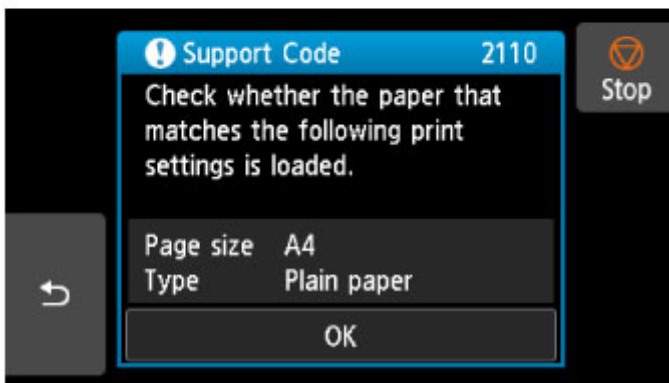 Support Code 2110
Stop
Check whether the paper that
matches the following print
settings is loaded.
Page size A4
Type Plain paper
OK